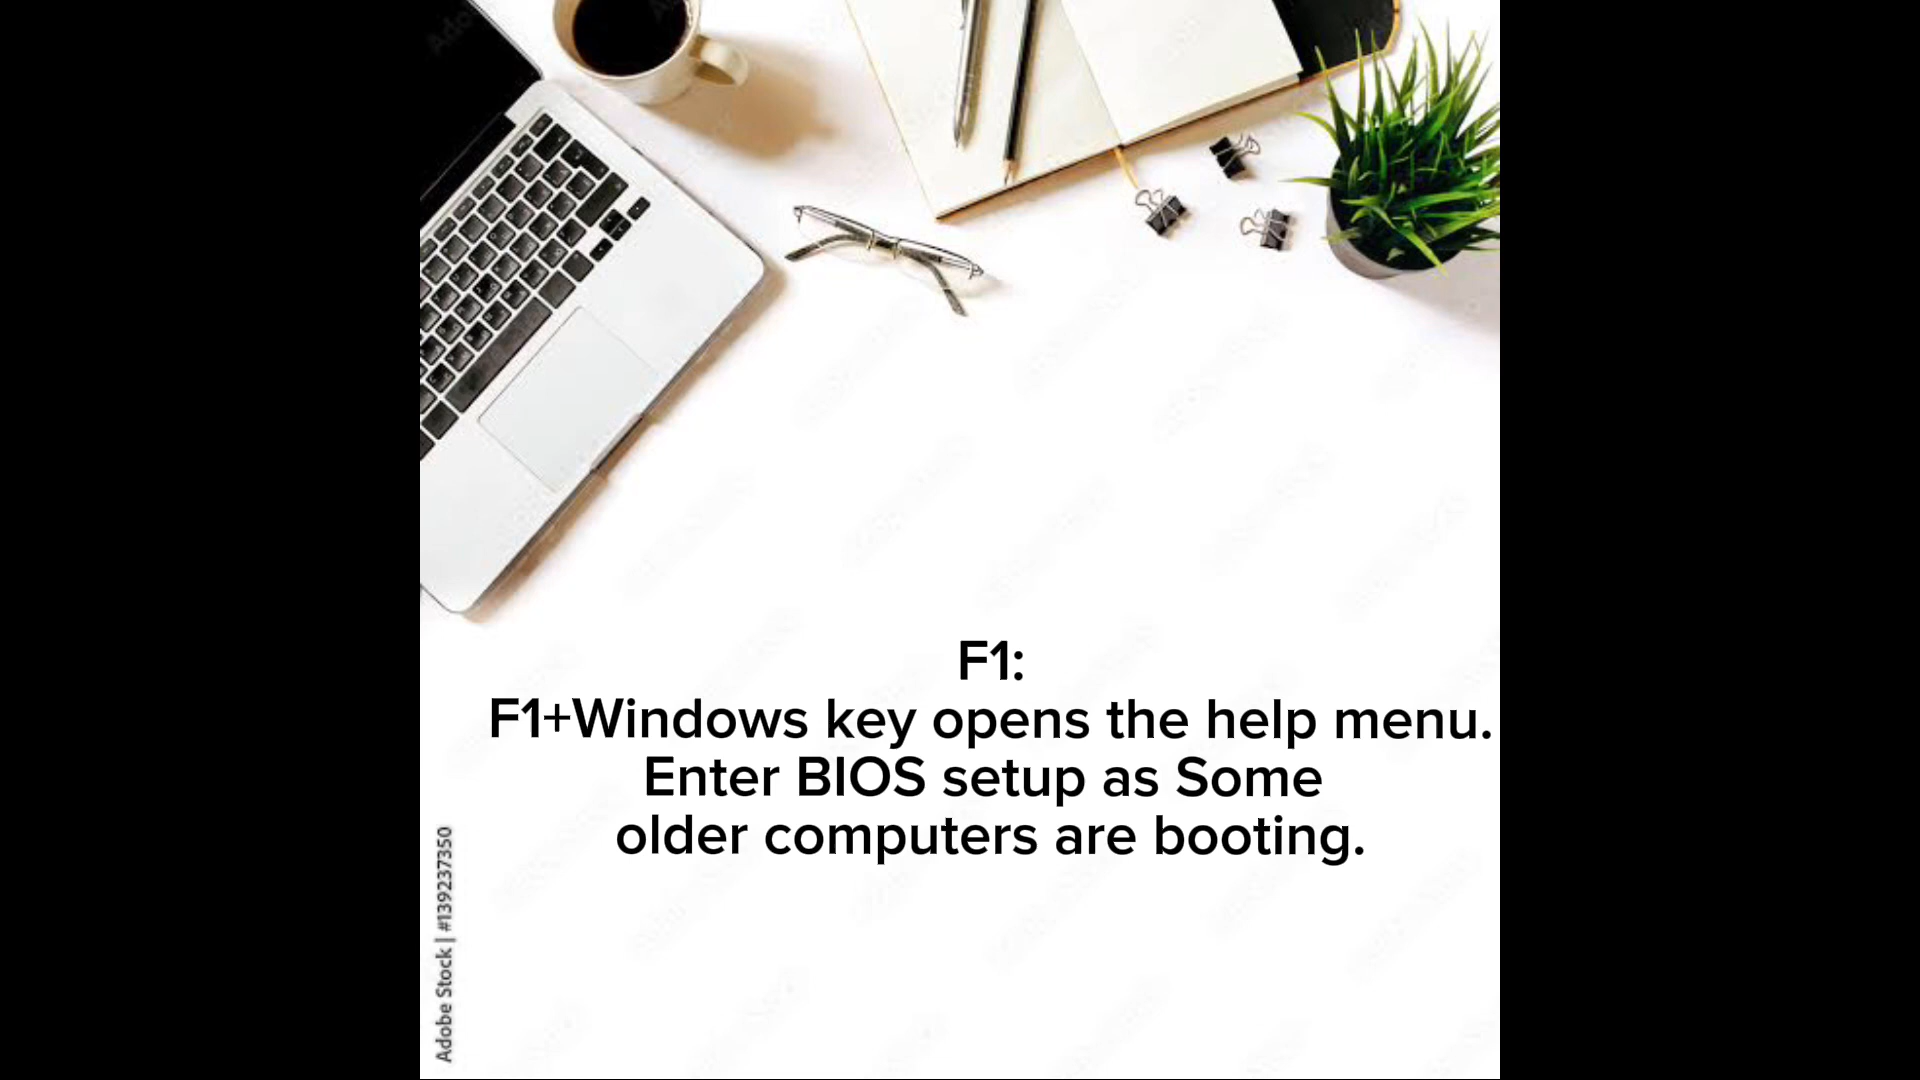 F1:
F1+Windows key opens the help menu.
Enter BIOS setup as Some
older computers are booting.
Adobe Stock | #139237350